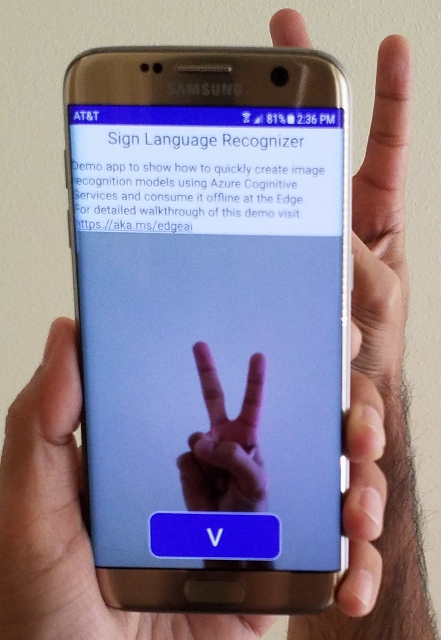 SAMSUNG
AT&T 81% 2:36 PM
Sign Language Recognizer
Demo app to show how to quickly create image
recognition models using Azure Coginitive
Services and consume it offline at the Edge.
For detailed walkthrough of this demo visit
https://aka.ms/edgeai
V